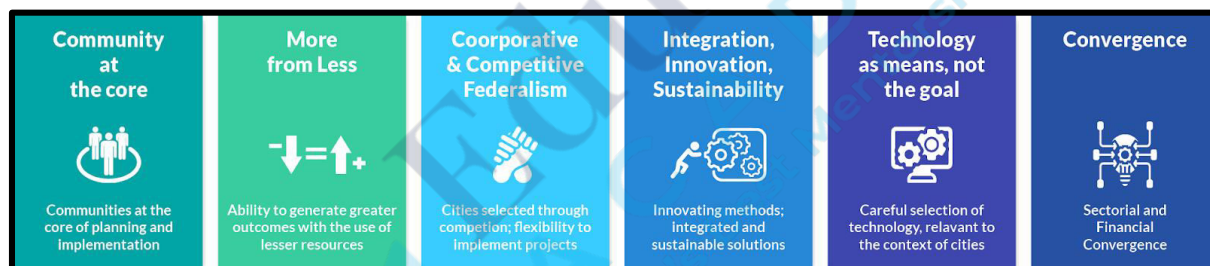 Community
at
the core
Communities at the
core of planning and
implementation
More
from Less
Ability to generate greater
outcomes with the use of
lesser resources
Coorporative
& Competitive
Federalism
Cities selected through
competion; flexibility to
implement projects
Integration,
Innovation,
Sustainability
Innovating methods;
integrated and
sustainable solutions
Technology
as means, not
the goal
Careful selection of
technology, relavant to
the context of cities
Convergence
Sectorial and
Financial
Convergence